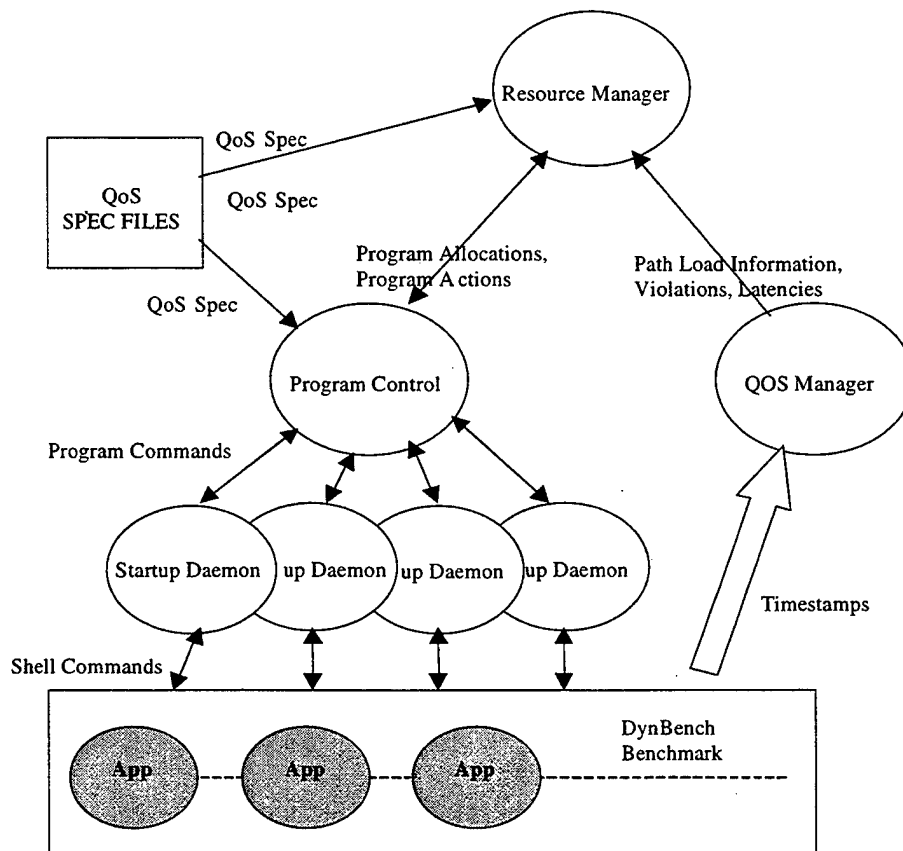 Resource Manager
QoS Spec
QoS
SPEC FILES
QoS Spec
Program Allocations,
Program Actions
Path Load Information,
Violations, Latencies
QoS Spec
Program Control
QOS Manager
Program Commands
Startup Daemon
up Daemon
up Daemon
up Daemon
Timestamps
Shell Commands
DynBench
Benchmark
App
App
App